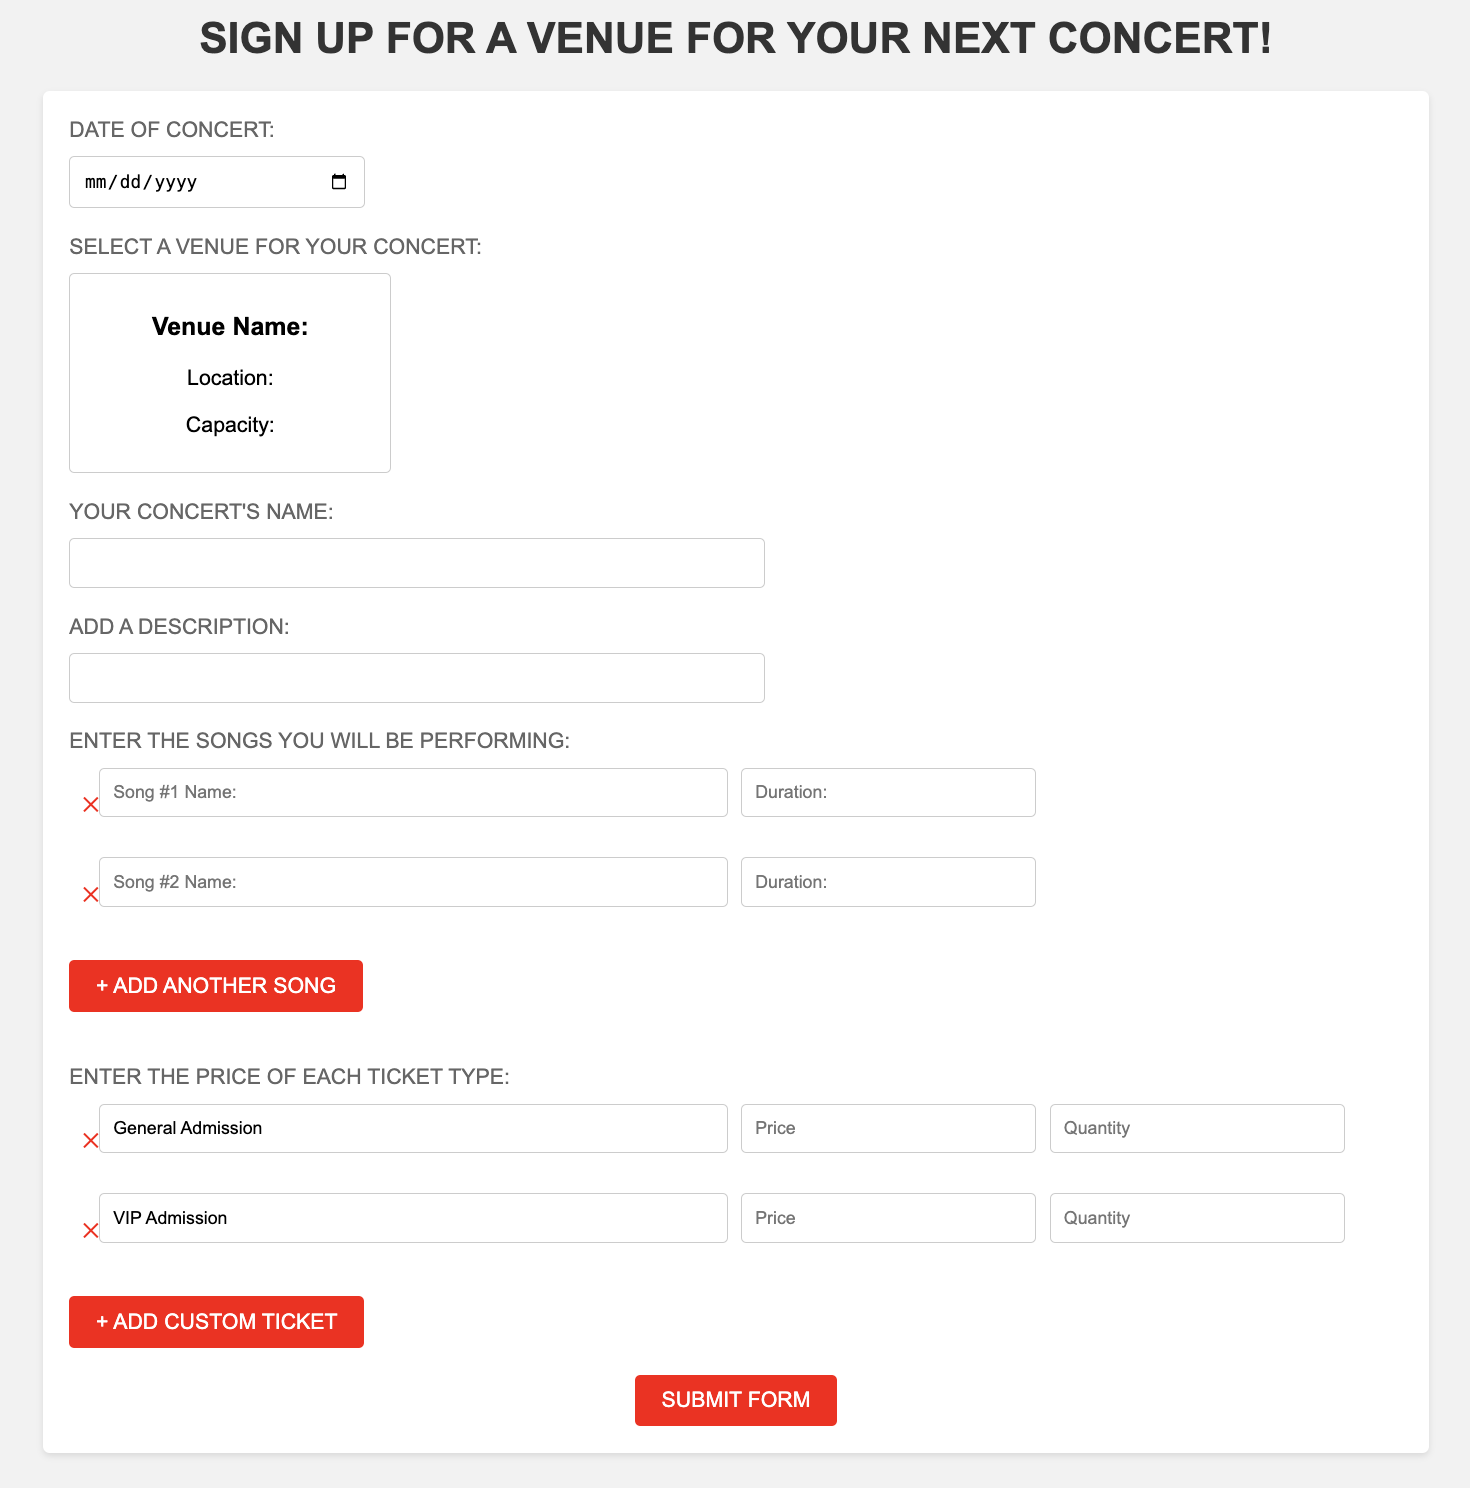 SIGN UP FOR A VENUE FOR YOUR NEXT CONCERT!
DATE OF CONCERT:
mm/dd/yyyy
SELECT A VENUE FOR YOUR CONCERT:
Venue Name:
Location:
Capacity:
YOUR CONCERT'S NAME:
ADD A DESCRIPTION:
ENTER THE SONGS YOU WILL BE PERFORMING:
Song #1 Name: Duration:
Song #2 Name: Duration:
+ ADD ANOTHER SONG
ENTER THE PRICE OF EACH TICKET TYPE:
General Admission Price Quantity
VIP Admission Price Quantity
+ ADD CUSTOM TICKET
SUBMIT FORM